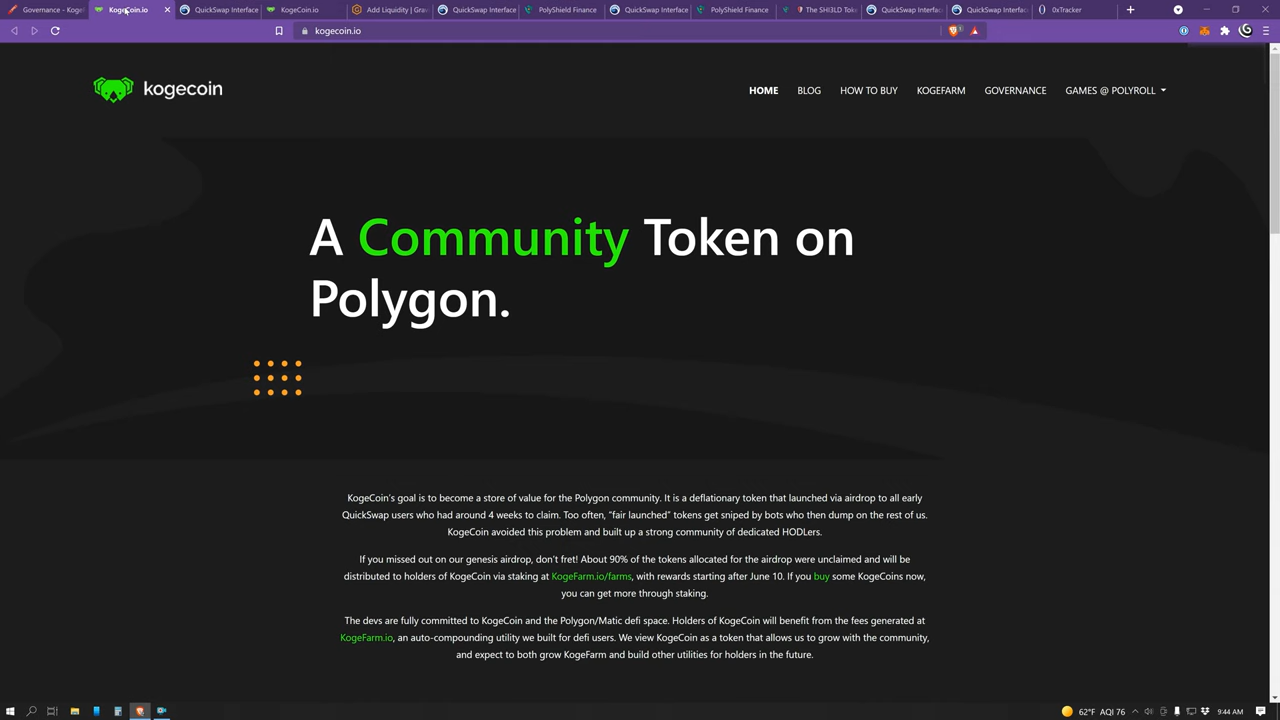 Governance - Koge
KogeCoin.io
QuickSwap Interface
KogeCoin.io
Add Liquidity | Grav
QuickSwap Interface
PolyShield Finance
QuickSwap Interface
PolyShield Finance
The SHI3LD Tok
QuickSwap Interface
QuickSwap Interface
0xTracker
kogecoin.io
kogecoin
HOME
BLOG
HOW TO BUY
KOGEFARM
GOVERNANCE
GAMES @ POLYROLL
A Community Token on
Polygon.
KogeCoin's goal is to become a store of value for the Polygon community. It is a deflationary token that launched via airdrop to all early
QuickSwap users who had around 4 weeks to claim. Too often, "fair launched" tokens get sniped by bots who then dump on the rest of us.
KogeCoin avoided this problem and built up a strong community of dedicated HODLers.
If you missed out on our genesis airdrop, don't fret! About 90% of the tokens allocated for the airdrop were unclaimed and will be
distributed to holders of KogeCoin via staking at KogeFarm.io/farms, with rewards starting after June 10. If you buy some KogeCoins now,
you can get more through staking.
The devs are fully committed to KogeCoin and the Polygon/Matic defi space. Holders of KogeCoin will benefit from the fees generated at
KogeFarm.io, an auto-compounding utility we built for defi users. We view KogeCoin as a token that allows us to grow with the community,
and expect to both grow KogeFarm and build other utilities for holders in the future.
62°F AQI 76
9:44 AM